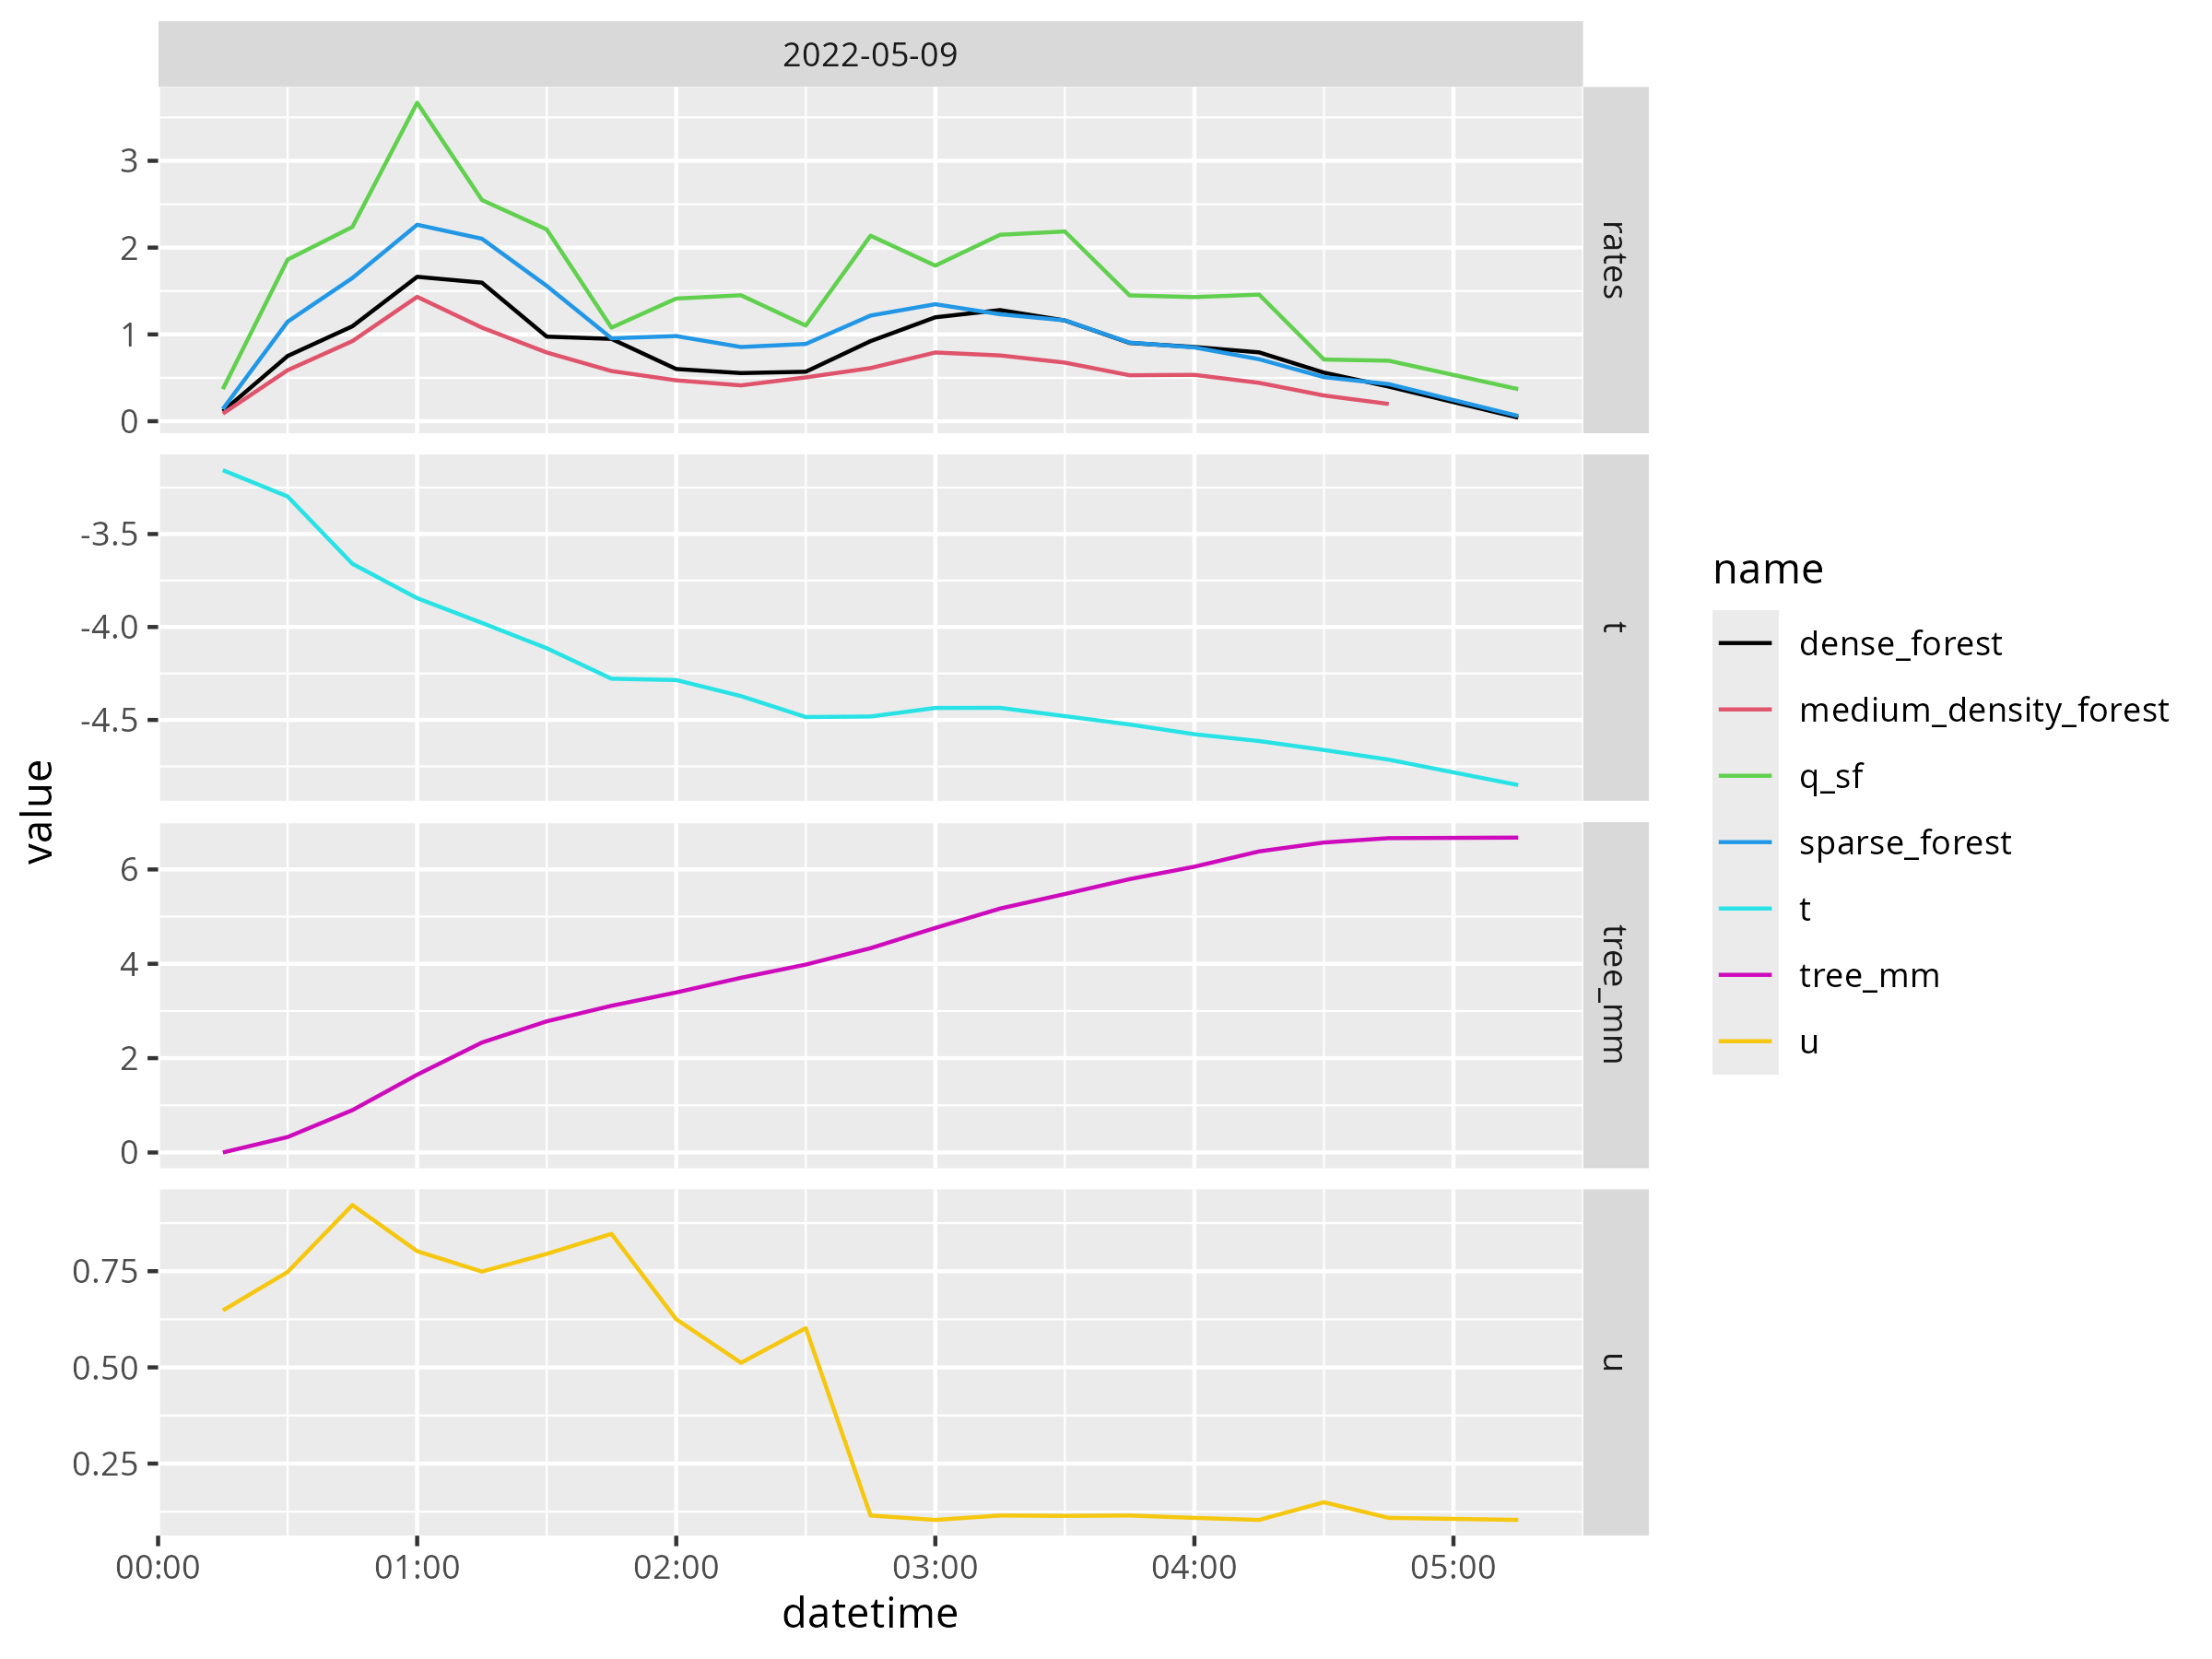 2022-05-09
3
2
1
0
rates
-3.5
-4.0
-4.5
t
6
4
2
0
tree_mm
0.75
0.50
0.25
u
00:00 01:00 02:00 03:00 04:00 05:00
datetime
value
name
dense_forest
medium_density_forest
q_sf
sparse_forest
t
tree_mm
u